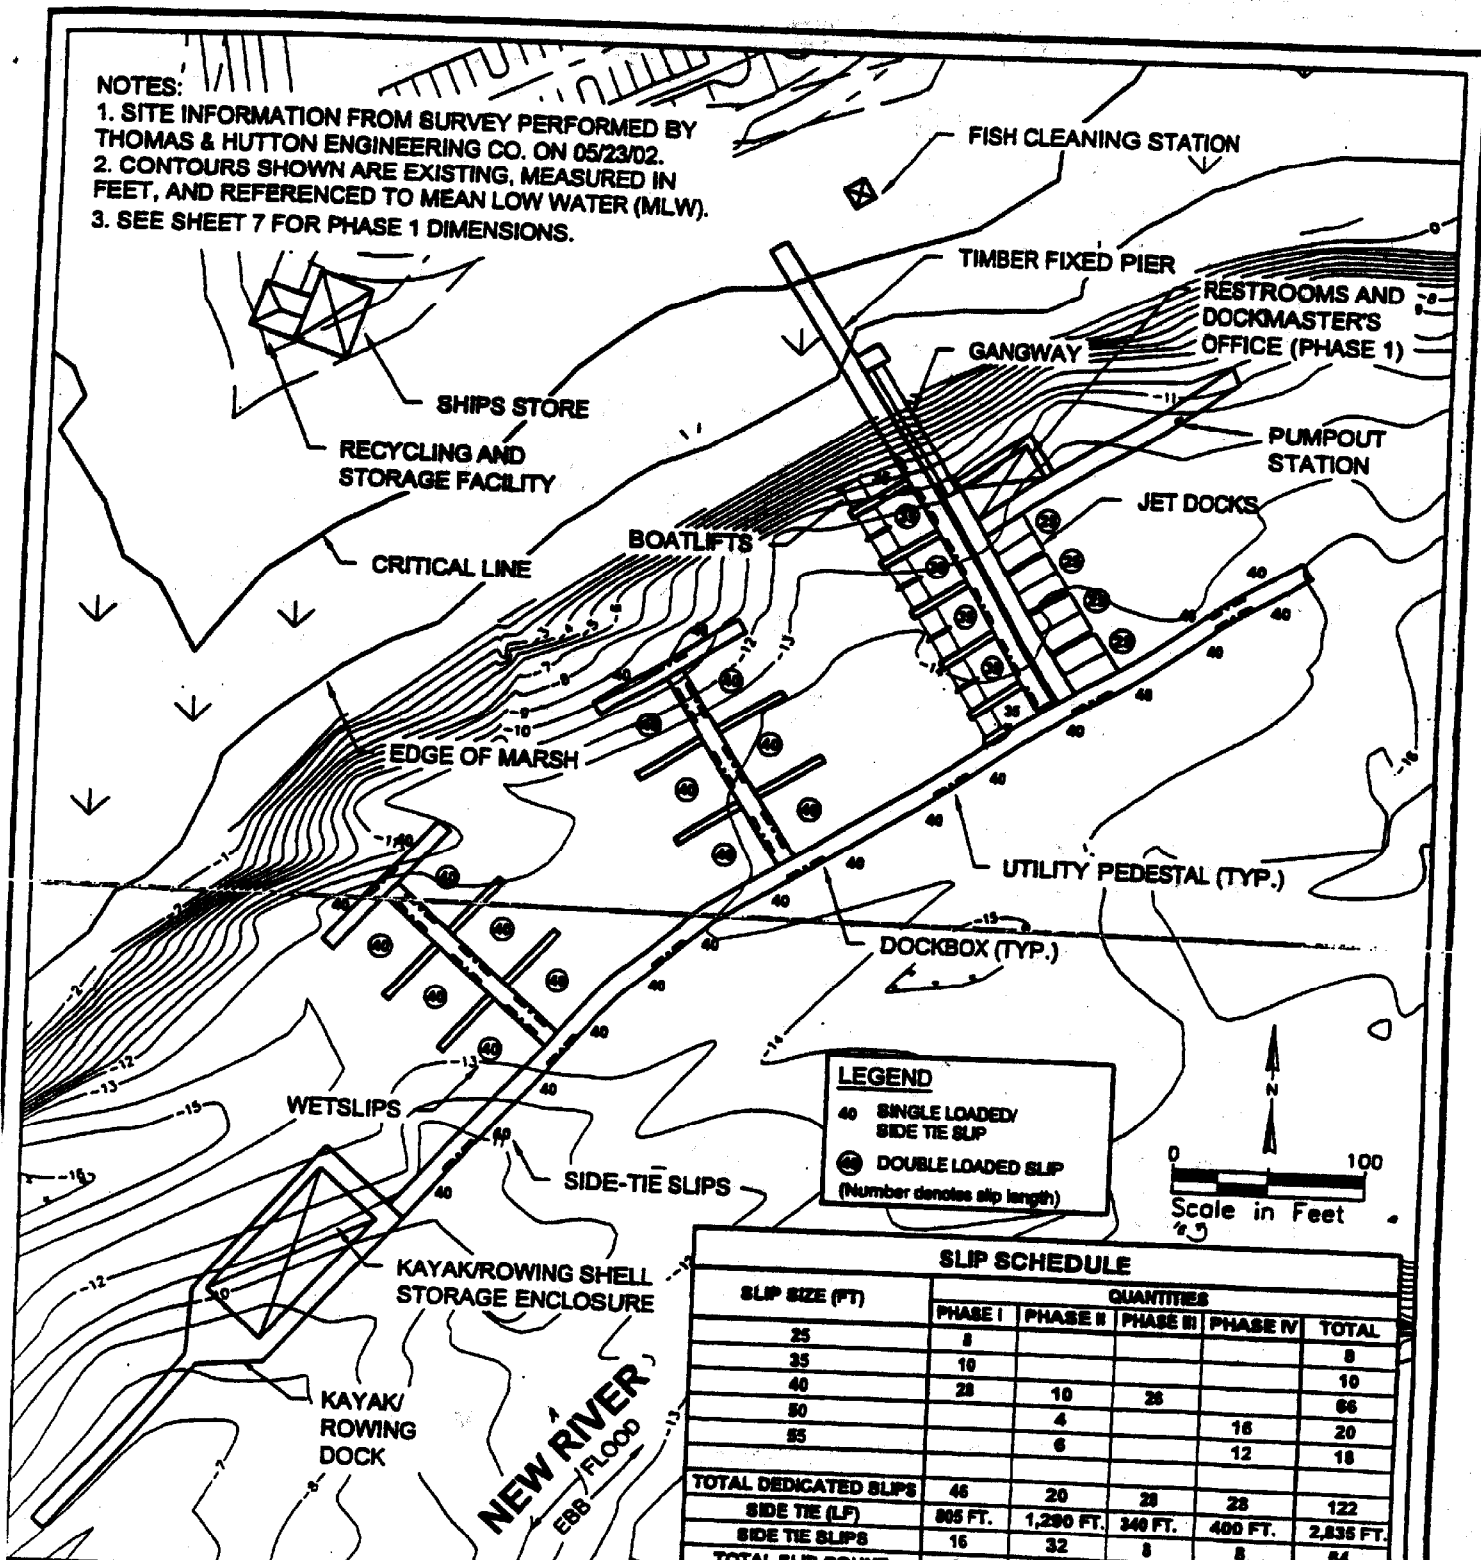 NOTES:
1. SITE INFORMATION FROM SURVEY PERFORMED BY
THOMAS & HUTTON ENGINEERING CO. ON 05/23/02.
2. CONTOURS SHOWN ARE EXISTING, MEASURED IN
FEET, AND REFERENCED TO MEAN LOW WATER (MLW).
3. SEE SHEET 7 FOR PHASE 1 DIMENSIONS.
FISH CLEANING STATION
TIMBER FIXED PIER
RESTROOMS AND
DOCKMASTER'S
OFFICE (PHASE 1)
GANGWAY
SHIPS STORE
RECYCLING AND
STORAGE FACILITY
PUMPOUT
STATION
JET DOCKS
BOATLIFTS
CRITICAL LINE
EDGE OF MARSH
UTILITY PEDESTAL (TYP.)
DOCKBOX (TYP.)
WETSLIPS
SIDE-TIE SLIPS
KAYAK/ROWING SHELL
STORAGE ENCLOSURE
KAYAK/
ROWING
DOCK
NEW RIVER
EBB FLOOD
LEGEND
40 SINGLE LOADED/
SIDE TIE SLIP
40 DOUBLE LOADED SLIP
(Number denotes slip length)
N
0 100
Scale in Feet
SLIP SCHEDULE
SLIP SIZE (FT) QUANTITIES
PHASE I PHASE II PHASE III PHASE IV TOTAL
25 8 8
35 10 10
40 28 10 28 66
50 4 16 20
55 6 12 18
TOTAL DEDICATED SLIPS 46 20 28 28 122
SIDE TIE (LF) 805 FT. 1,290 FT. 340 FT. 400 FT. 2,835 FT.
SIDE TIE SLIPS 16 32 8 8 64